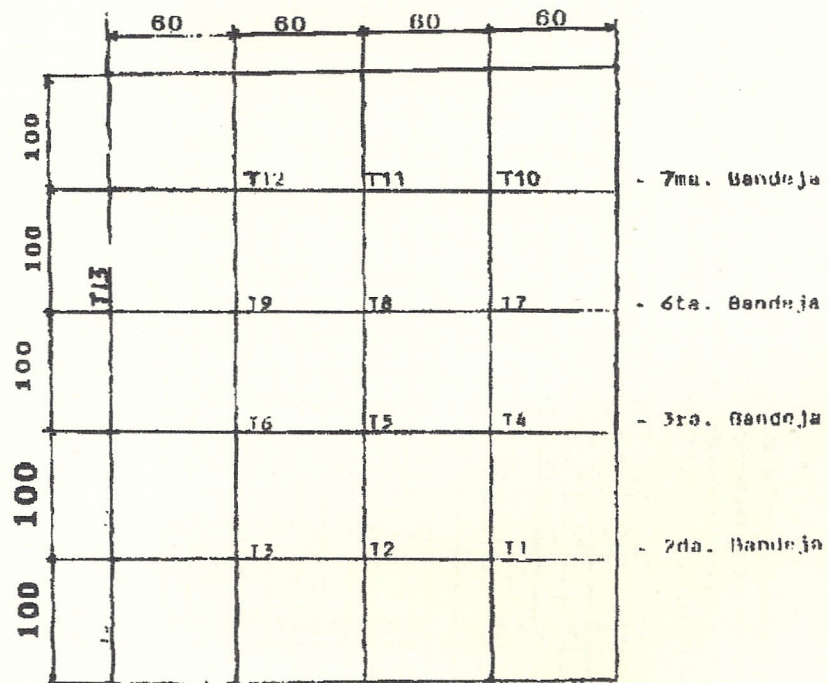 60 60 60 60
100
T12 T11 T10 - 7ma. Bandeja
100
T13
T9 T8 T7 - 6ta. Bandeja
100
T6 T5 T4 - 3ra. Bandeja
100
T3 T2 T1 - 2da. Bandeja
100